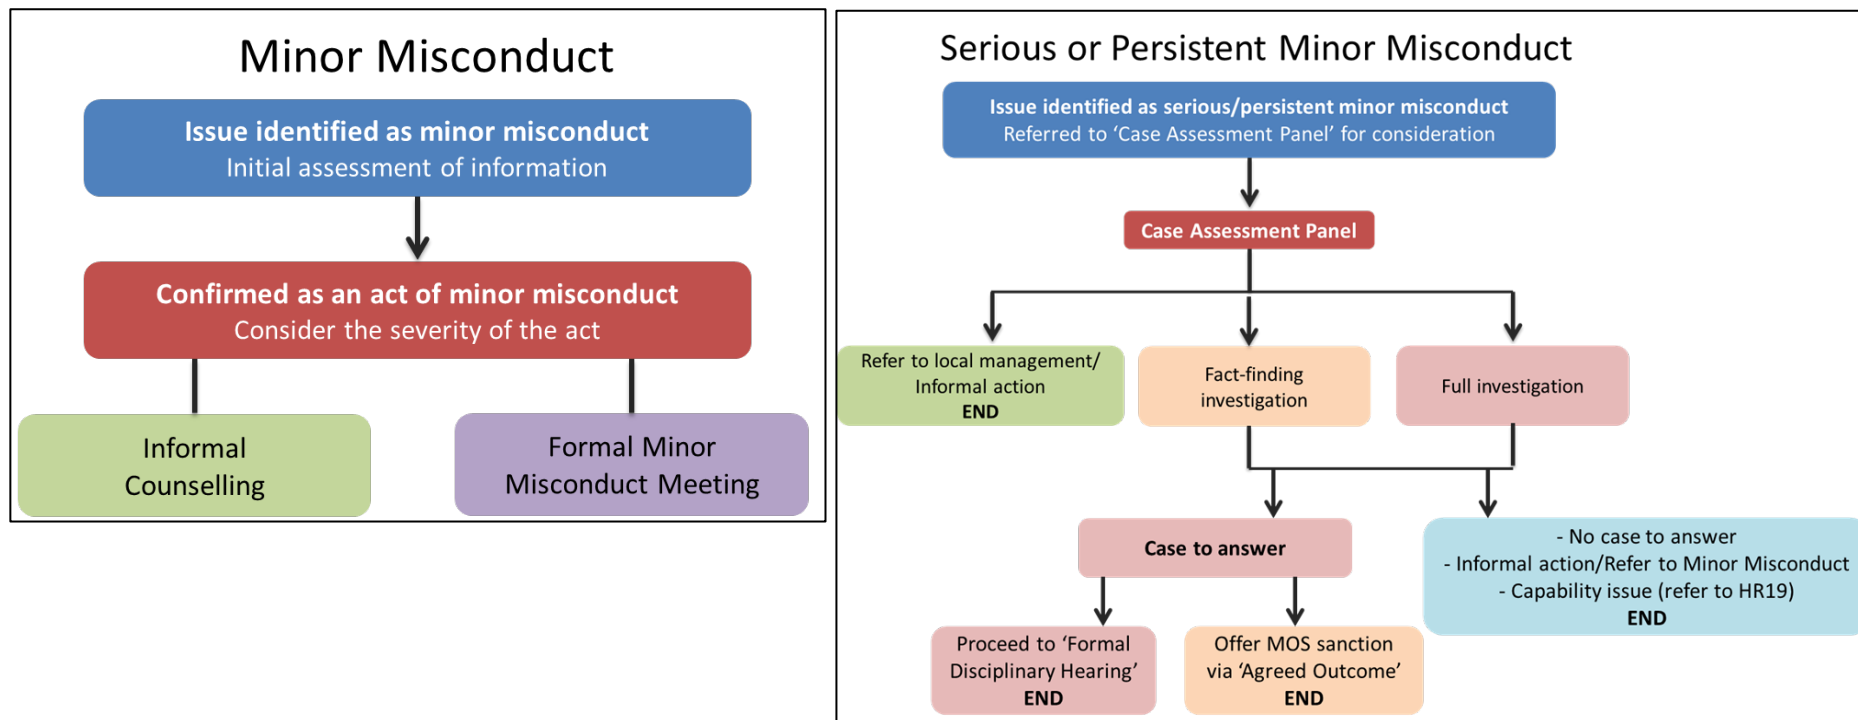 Minor Misconduct
Issue identified as minor misconduct
Initial assessment of information
Confirmed as an act of minor misconduct
Consider the severity of the act
Informal
Counselling
Formal Minor
Misconduct Meeting
Serious or Persistent Minor Misconduct
Issue identified as serious/persistent minor misconduct
Referred to ‘Case Assessment Panel’ for consideration
Case Assessment Panel
Refer to local management/
Informal action
END
Fact-finding
investigation
Full investigation
Case to answer
- No case to answer
- Informal action/Refer to Minor Misconduct
- Capability issue (refer to HR19)
END
Proceed to ‘Formal
Disciplinary Hearing’
END
Offer MOS sanction
via ‘Agreed Outcome’
END